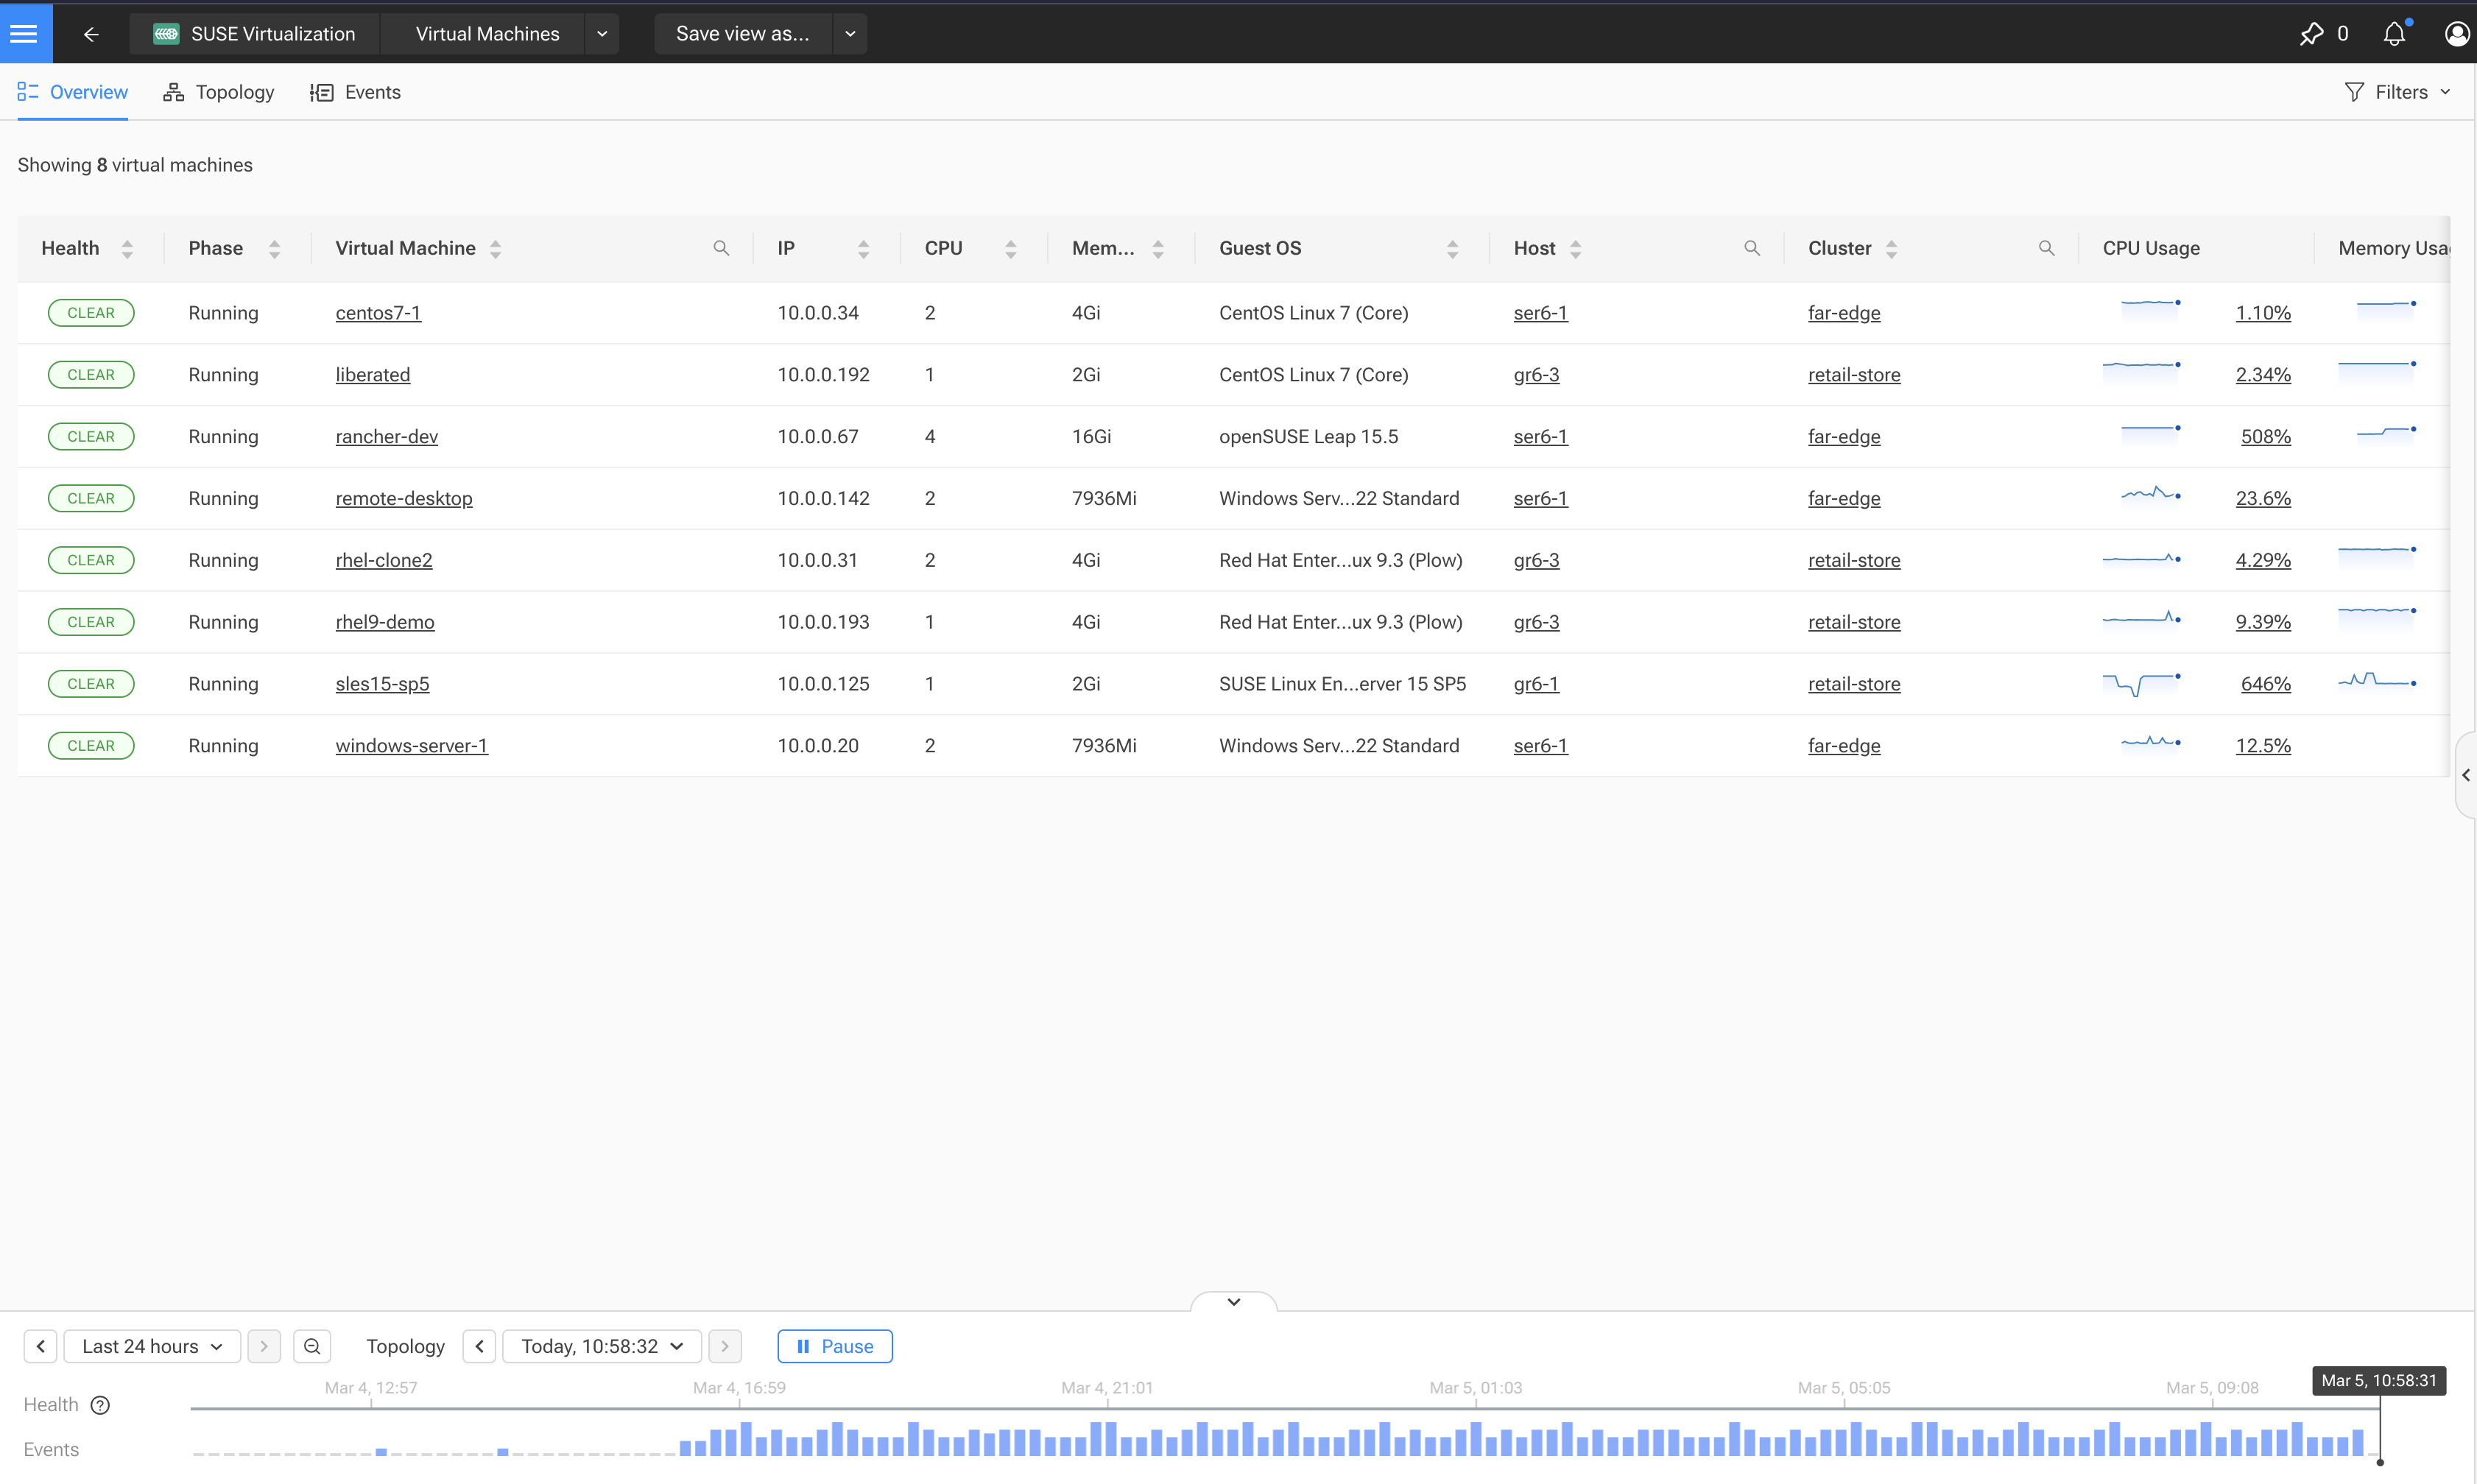 SUSE Virtualization Virtual Machines Save view as... 0
Overview Topology Events Filters
Showing 8 virtual machines
Health Phase Virtual Machine IP CPU Mem... Guest OS Host Cluster CPU Usage Memory Usa
CLEAR Running centos7-1 10.0.0.34 2 4Gi CentOS Linux 7 (Core) ser6-1 far-edge 1.10%
CLEAR Running liberated 10.0.0.192 1 2Gi CentOS Linux 7 (Core) gr6-3 retail-store 2.34%
CLEAR Running rancher-dev 10.0.0.67 4 16Gi openSUSE Leap 15.5 ser6-1 far-edge 508%
CLEAR Running remote-desktop 10.0.0.142 2 7936Mi Windows Serv...22 Standard ser6-1 far-edge 23.6%
CLEAR Running rhel-clone2 10.0.0.31 2 4Gi Red Hat Enter...ux 9.3 (Plow) gr6-3 retail-store 4.29%
CLEAR Running rhel9-demo 10.0.0.193 1 4Gi Red Hat Enter...ux 9.3 (Plow) gr6-3 retail-store 9.39%
CLEAR Running sles15-sp5 10.0.0.125 1 2Gi SUSE Linux En...erver 15 SP5 gr6-1 retail-store 646%
CLEAR Running windows-server-1 10.0.0.20 2 7936Mi Windows Serv...22 Standard ser6-1 far-edge 12.5%
Last 24 hours Topology Today, 10:58:32 Pause
Mar 4, 12:57 Mar 4, 16:59 Mar 4, 21:01 Mar 5, 01:03 Mar 5, 05:05 Mar 5, 09:08 Mar 5, 10:58:31
Health ?
Events